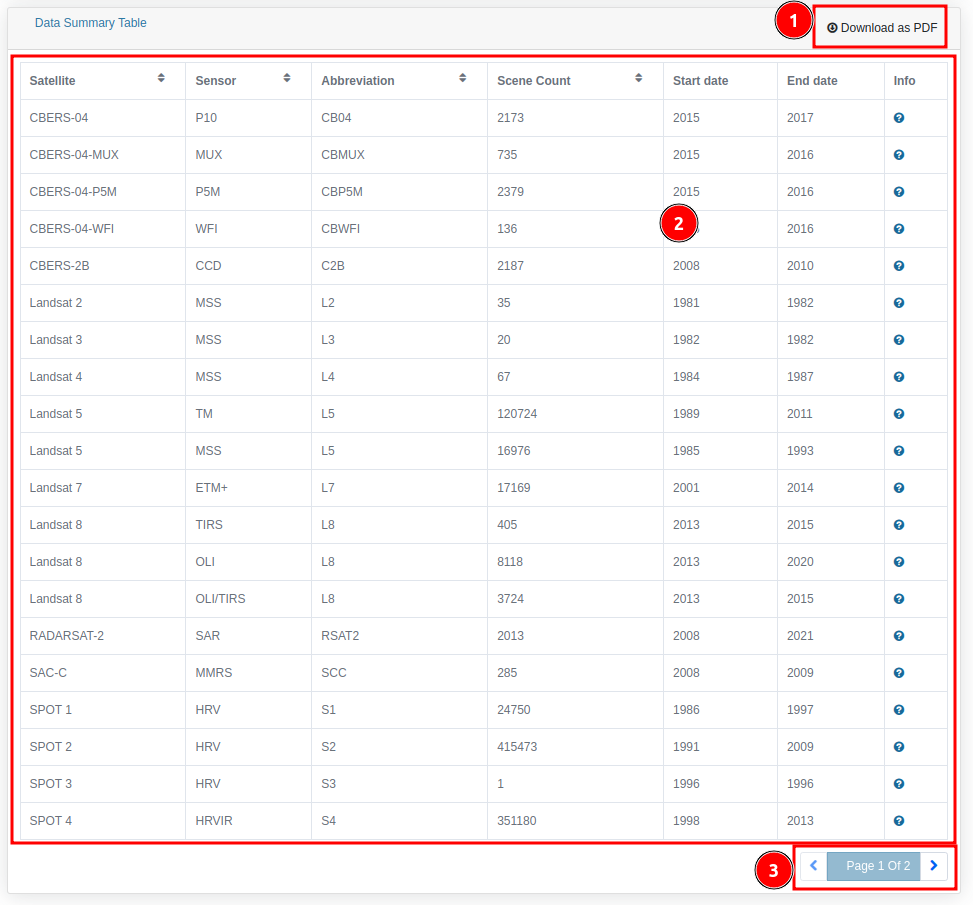 Data Summary Table
1 Download as PDF
Satellite Sensor Abbreviation Scene Count Start date End date Info
CBERS-04 P10 CB04 2173 2015 2017
CBERS-04-MUX MUX CBMUX 735 2015 2016
CBERS-04-P5M P5M CBP5M 2379 2015 2016
CBERS-04-WFI WFI CBWFI 136 2 2016
CBERS-2B CCD C2B 2187 2008 2010
Landsat 2 MSS L2 35 1981 1982
Landsat 3 MSS L3 20 1982 1982
Landsat 4 MSS L4 67 1984 1987
Landsat 5 TM L5 120724 1989 2011
Landsat 5 MSS L5 16976 1985 1993
Landsat 7 ETM+ L7 17169 2001 2014
Landsat 8 TIRS L8 405 2013 2015
Landsat 8 OLI L8 8118 2013 2020
Landsat 8 OLI/TIRS L8 3724 2013 2015
RADARSAT-2 SAR RSAT2 2013 2008 2021
SAC-C MMRS SCC 285 2008 2009
SPOT 1 HRV S1 24750 1986 1997
SPOT 2 HRV S2 415473 1991 2009
SPOT 3 HRV S3 1 1996 1996
SPOT 4 HRVIR S4 351180 1998 2013
3 Page 1 Of 2